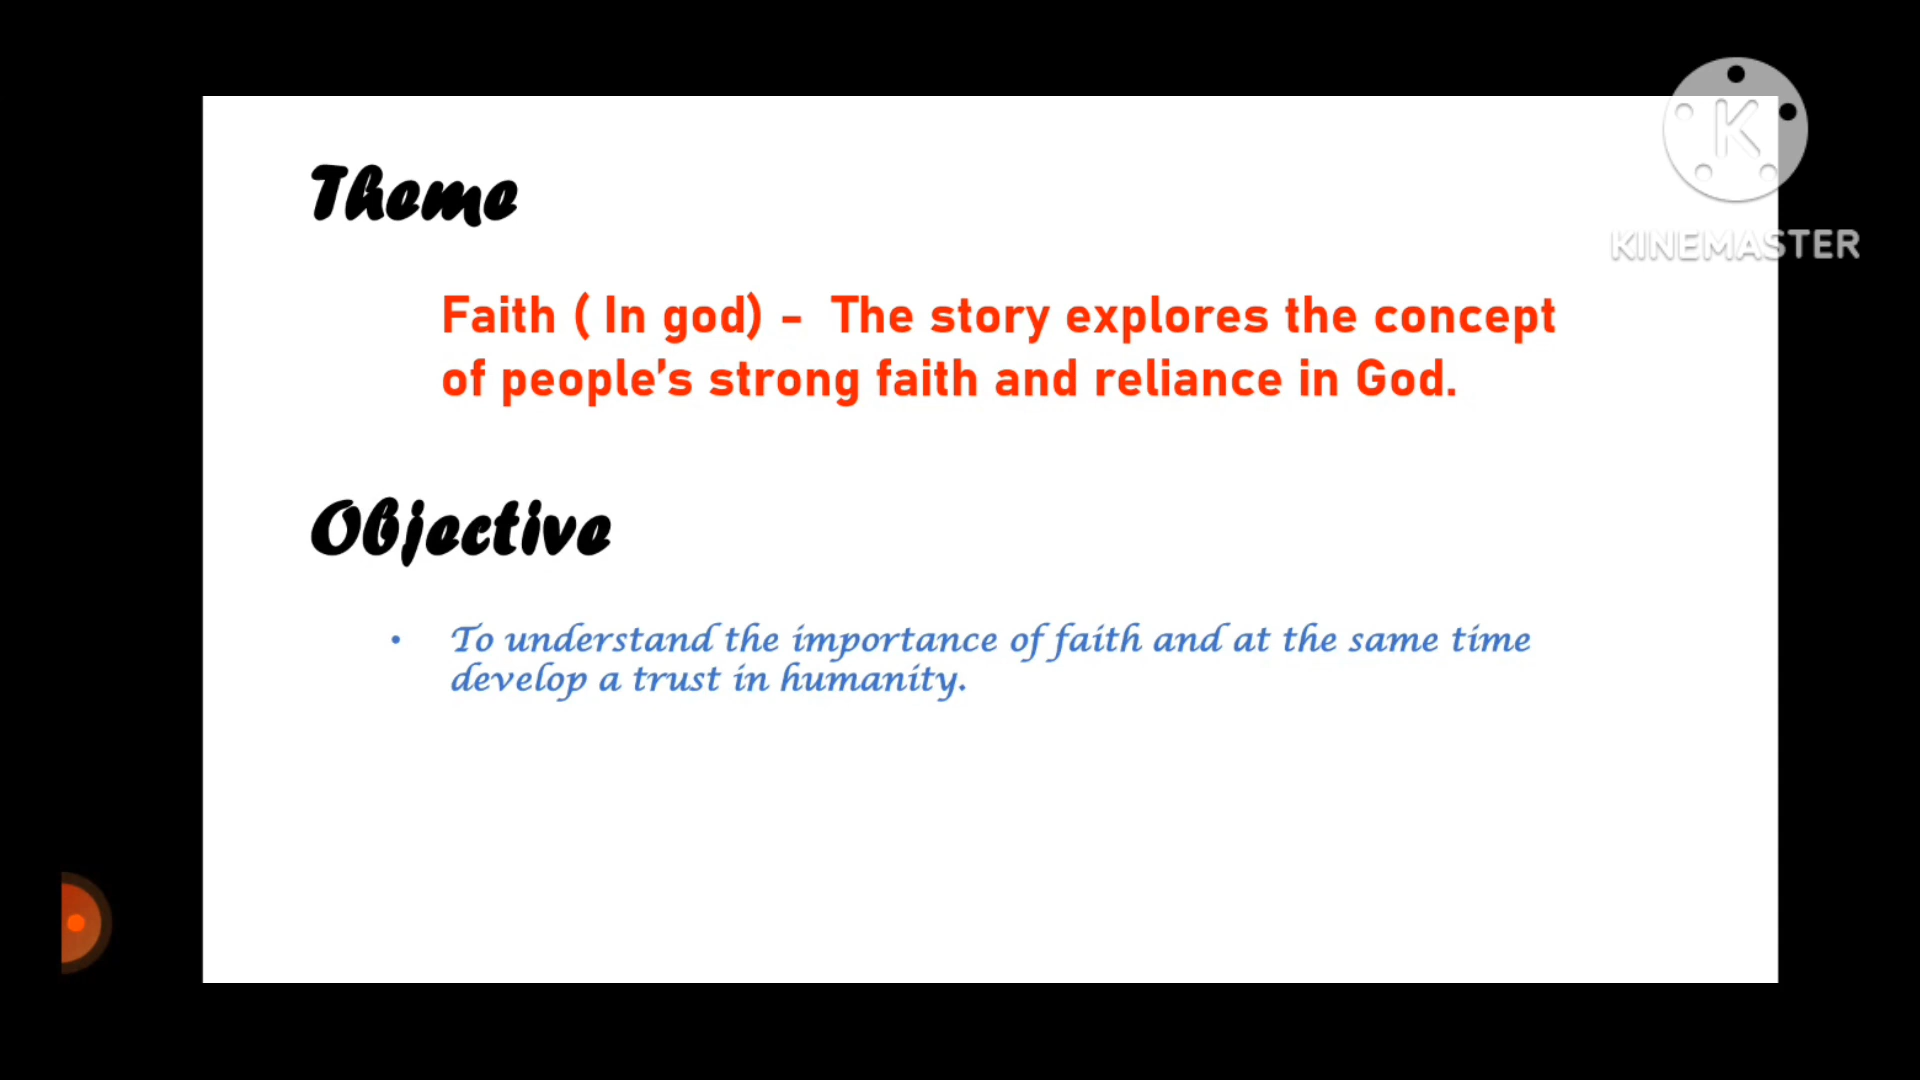 Theme
K
KINEMASTER
Faith ( In god) - The story explores the concept
of people's strong faith and reliance in God.
Objective
• To understand the importance of faith and at the same time
develop a trust in humanity.